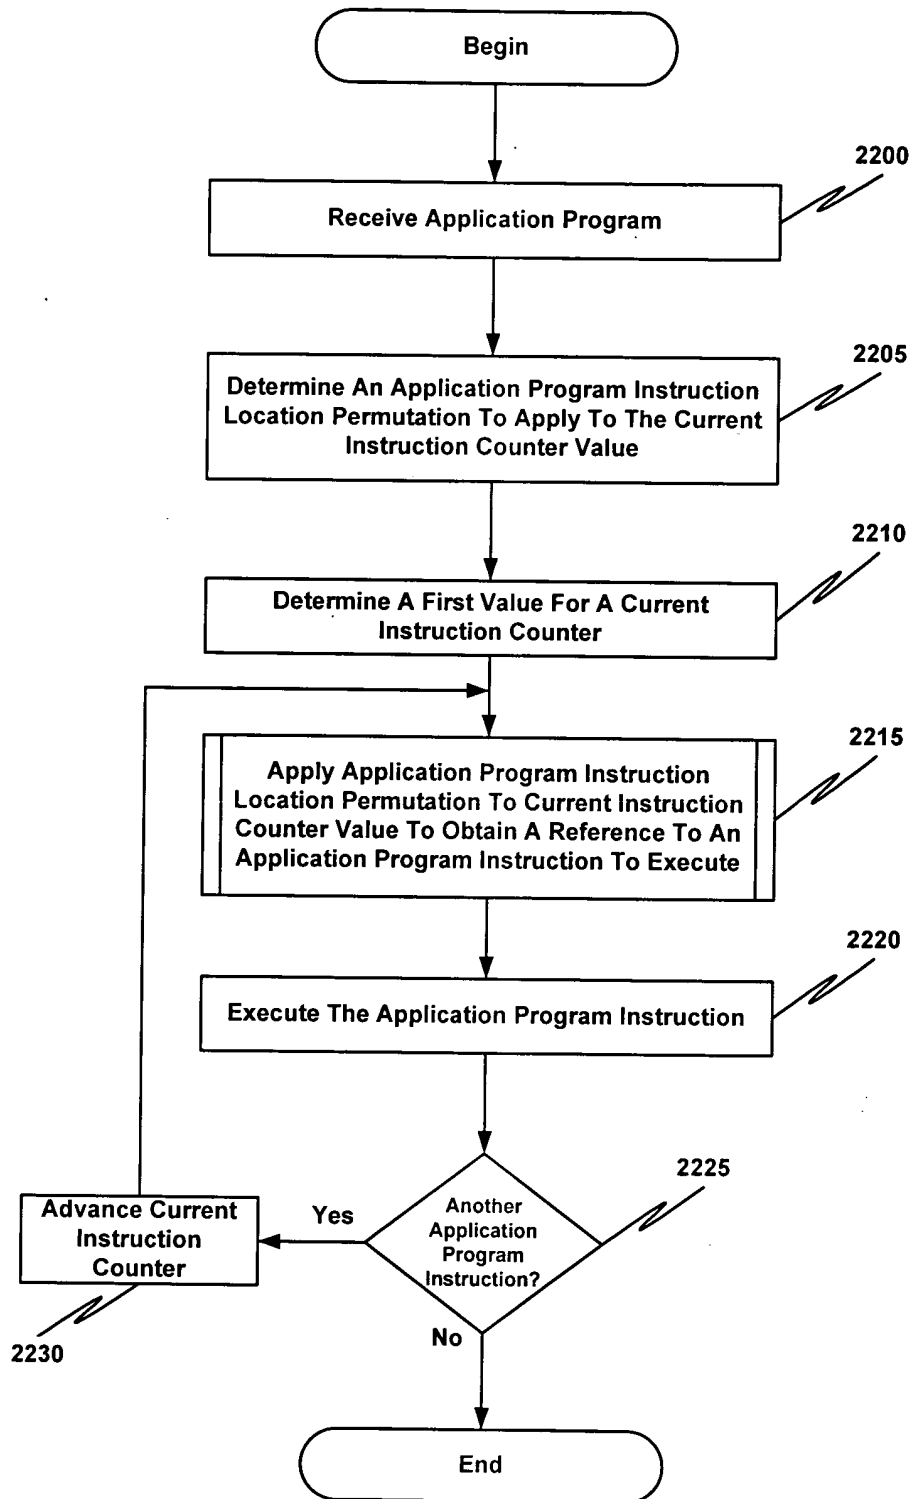 Begin
2200
Receive Application Program
2205
Determine An Application Program Instruction
Location Permutation To Apply To The Current
Instruction Counter Value
2210
Determine A First Value For A Current
Instruction Counter
2215
Apply Application Program Instruction
Location Permutation To Current Instruction
Counter Value To Obtain A Reference To An
Application Program Instruction To Execute
2220
Execute The Application Program Instruction
2225
Another
Application
Program
Instruction?
Yes
Advance Current
Instruction
Counter
2230
No
End